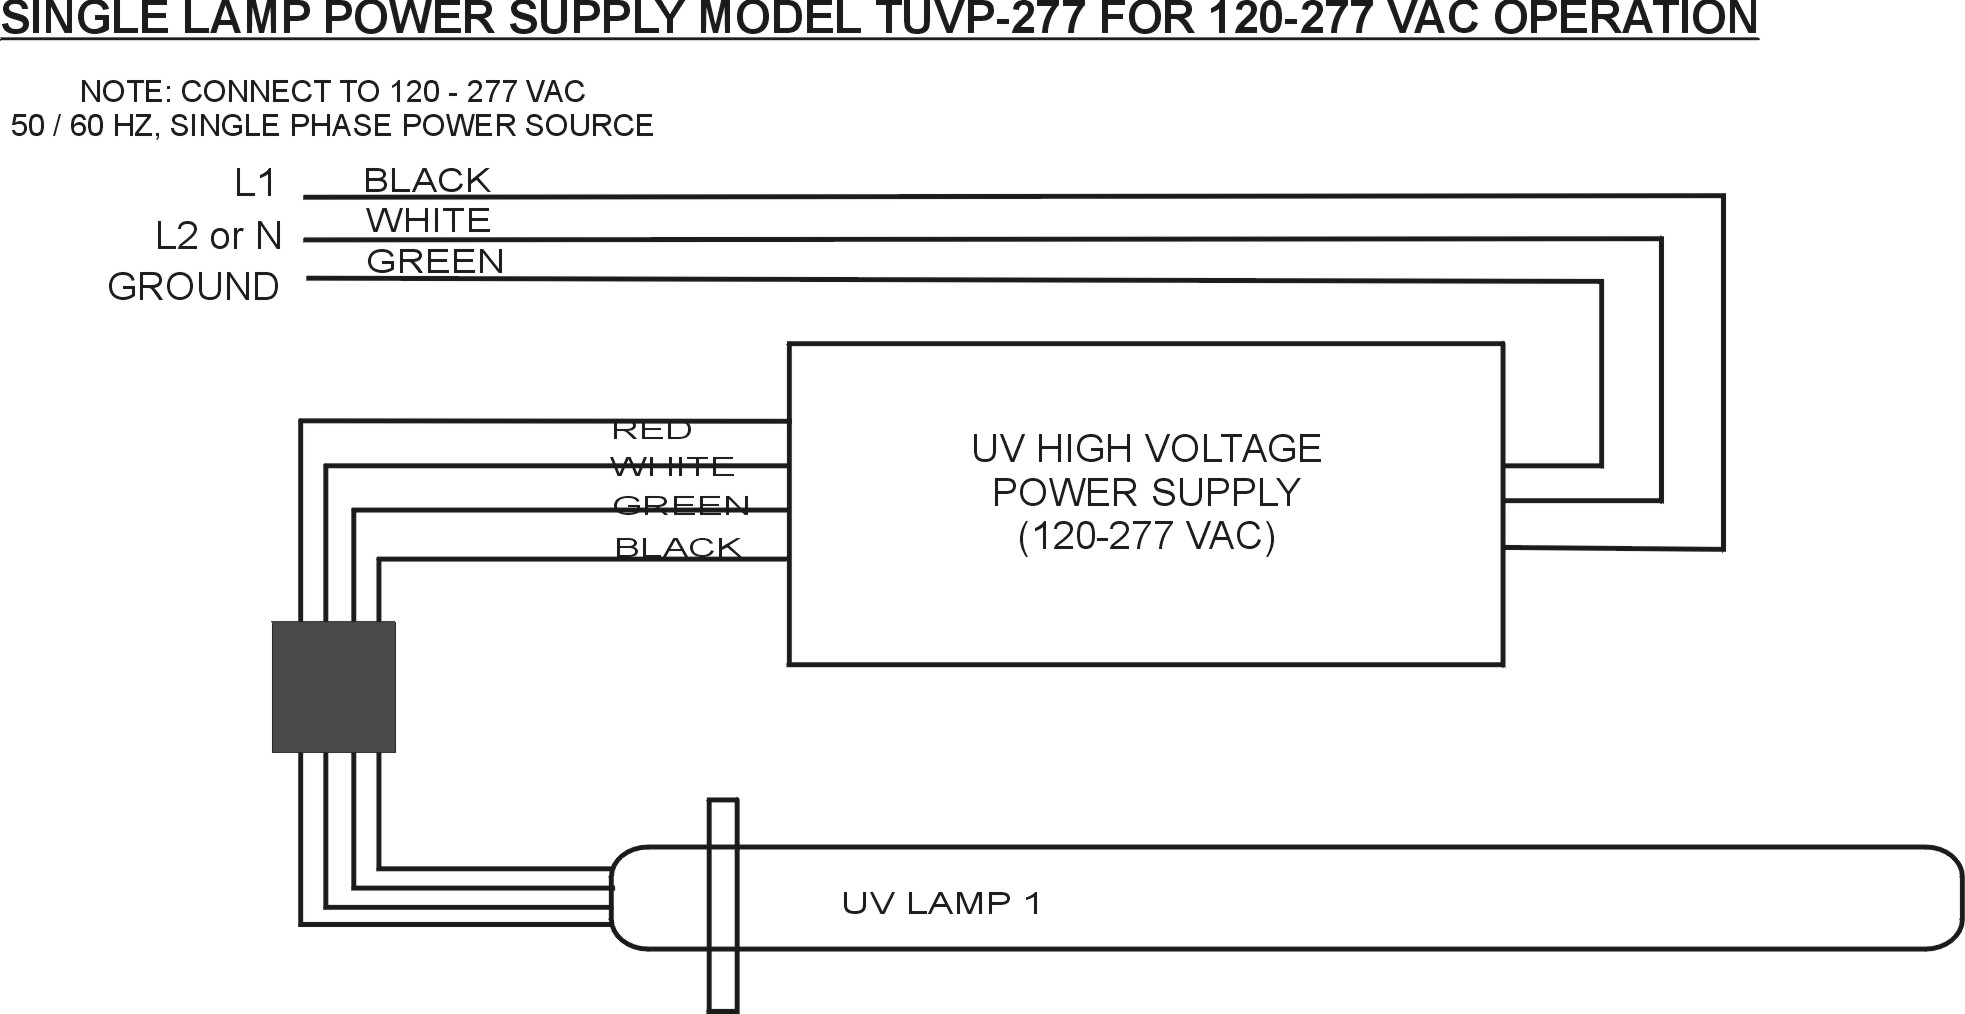 SINGLE LAMP POWER SUPPLY MODEL TUVP-277 FOR 120-277 VAC OPERATION
NOTE: CONNECT TO 120 - 277 VAC
50 / 60 HZ, SINGLE PHASE POWER SOURCE
L1 BLACK
L2 or N WHITE
GROUND GREEN
RED
WHITE
GREEN
BLACK
UV HIGH VOLTAGE
POWER SUPPLY
(120-277 VAC)
UV LAMP 1